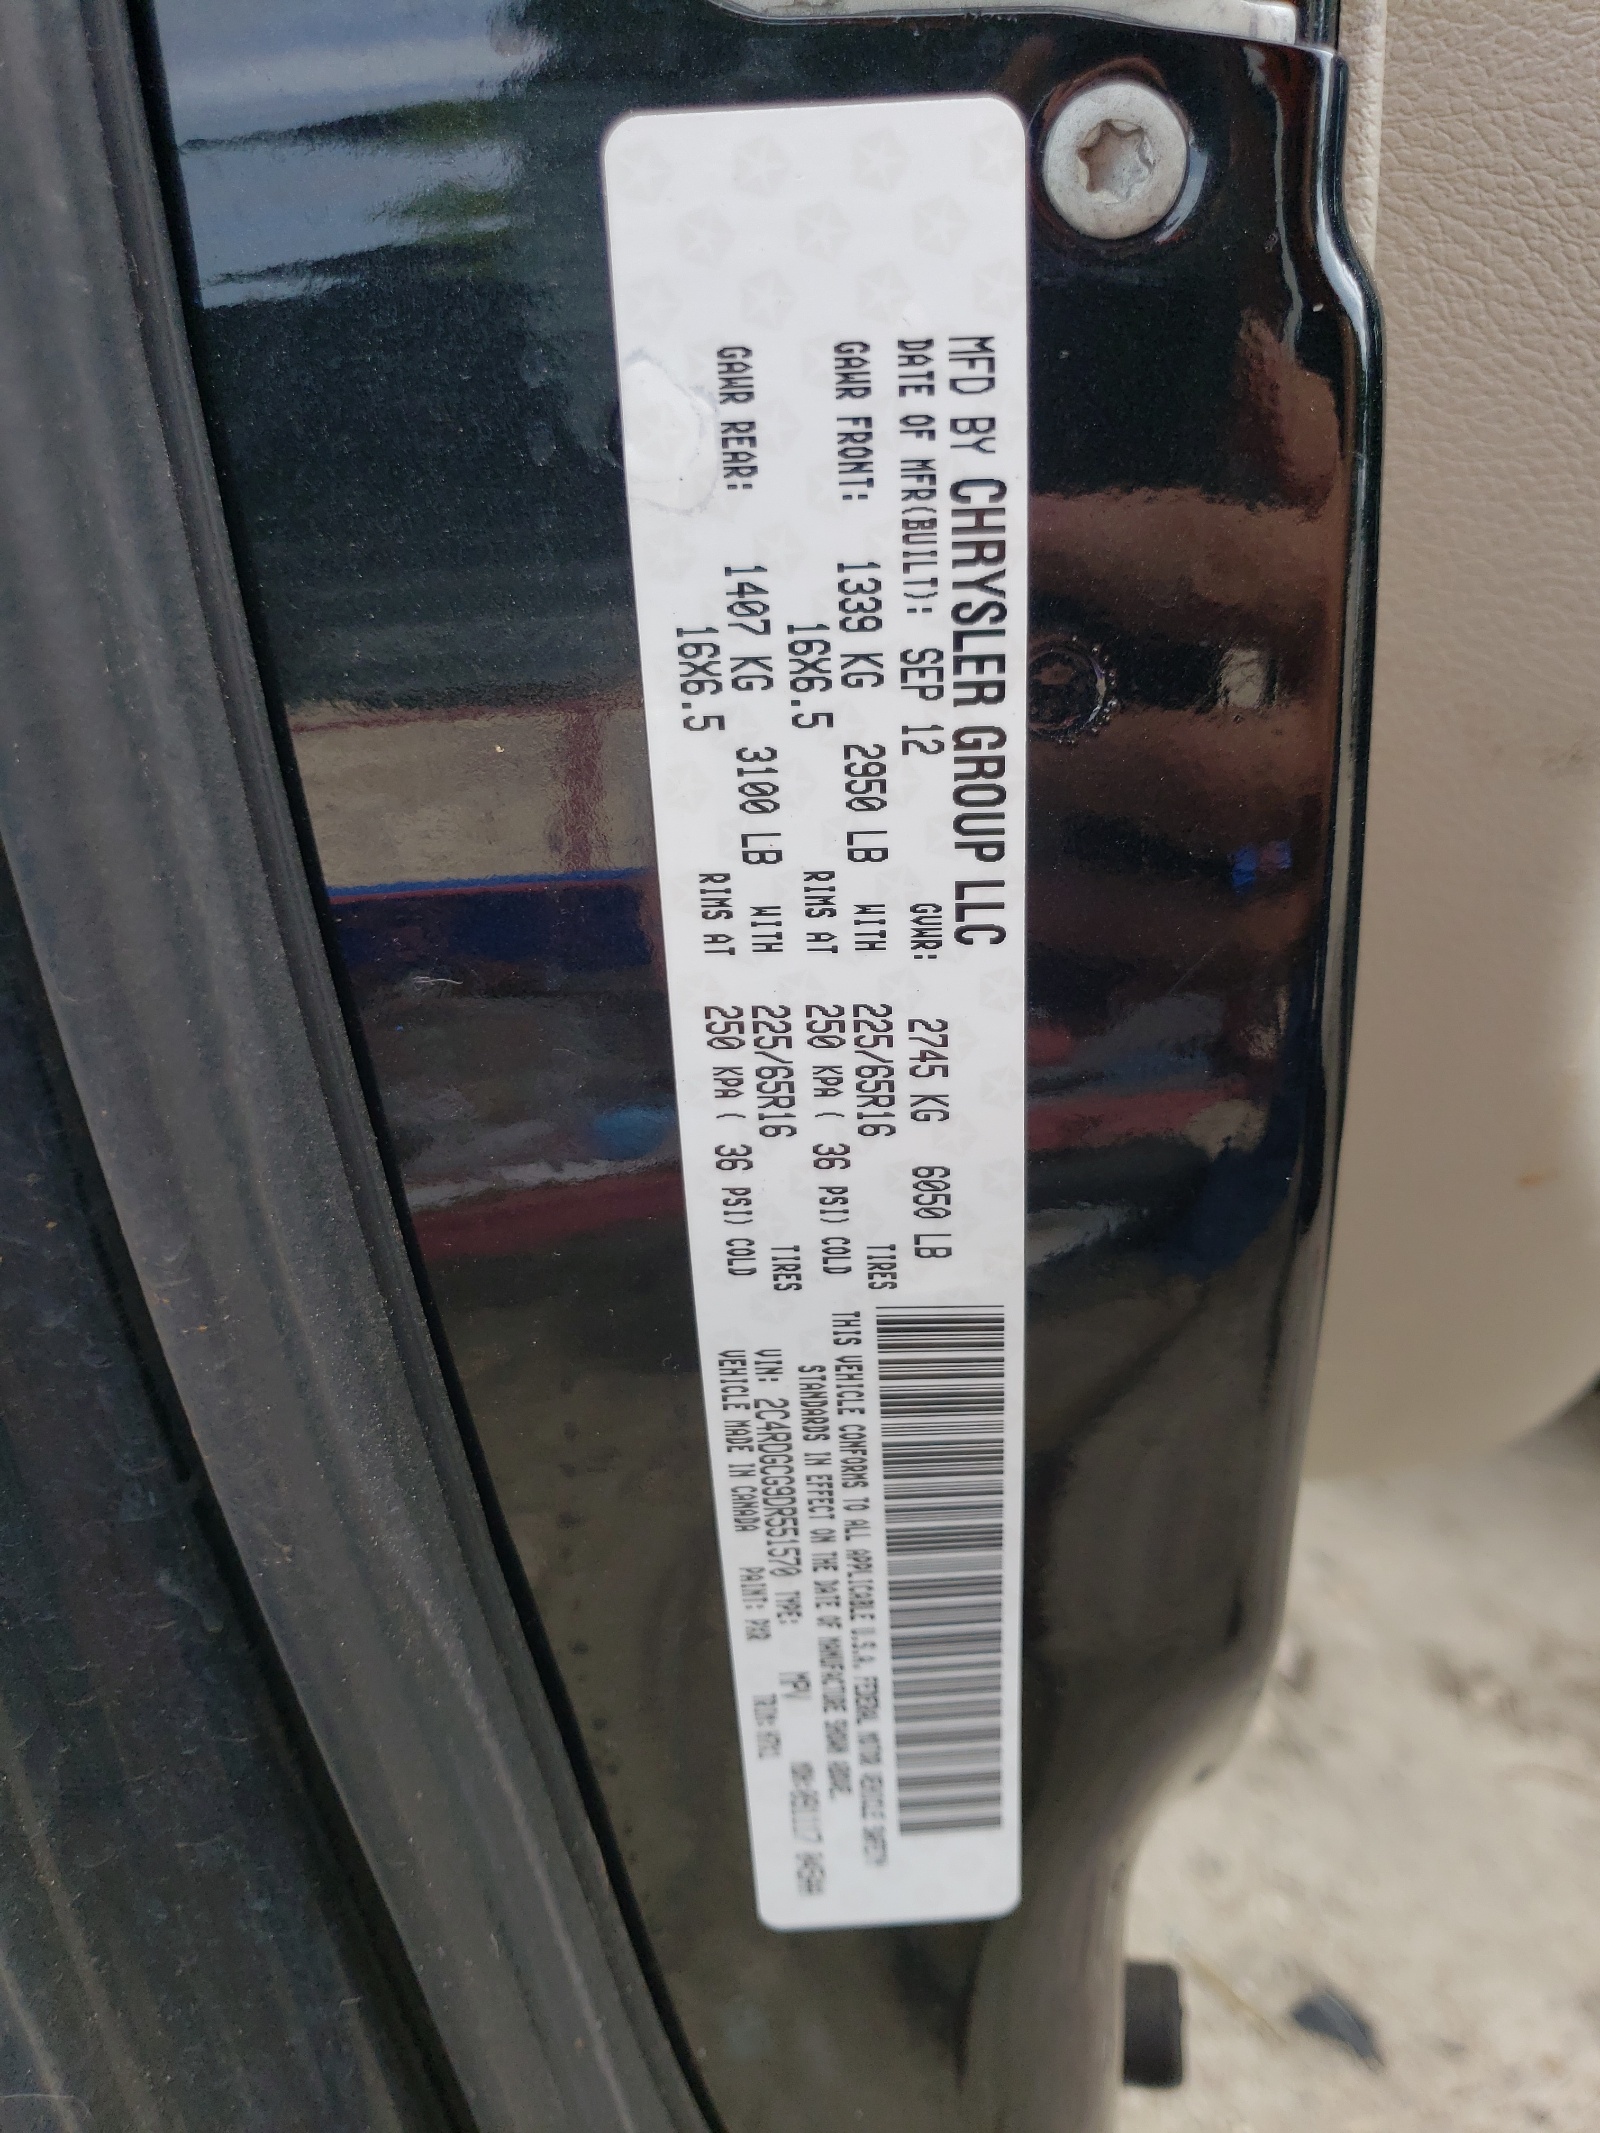 MFD BY CHRYSLER GROUP LLC
DATE OF MFR(BUILT): SEP 12 GVWR: 2745 KG 6050 LB
GAWR FRONT: 1339 KG 2950 LB WITH 225/65R16 TIRES
16X6.5 RIMS AT 250 KPA ( 36 PSI) COLD
GAWR REAR: 1407 KG 3100 LB WITH 225/65R16 TIRES
16X6.5 RIMS AT 250 KPA ( 36 PSI) COLD
THIS VEHICLE CONFORMS TO ALL APPLICABLE U.S.A. FEDERAL MOTOR VEHICLE SAFETY
STANDARDS IN EFFECT ON THE DATE OF MANUFACTURE SHOWN ABOVE.
VIN: 2C4RDGCG9DR551570 TYPE: MPV
VEHICLE MADE IN CANADA PAINT: PXR TRIM: